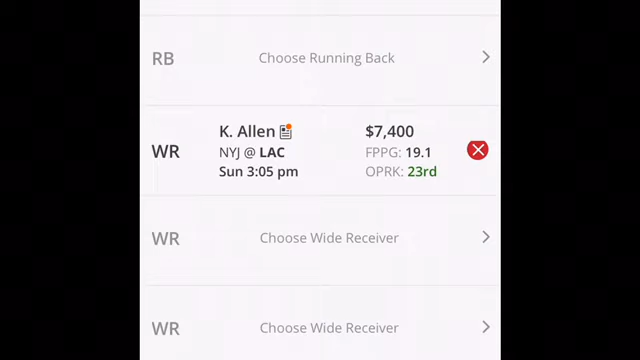 RB Choose Running Back
K. Allen $7,400
WR NYJ @ LAC FPPG: 19.1
Sun 3:05 pm OPRK: 23rd
WR Choose Wide Receiver
WR Choose Wide Receiver